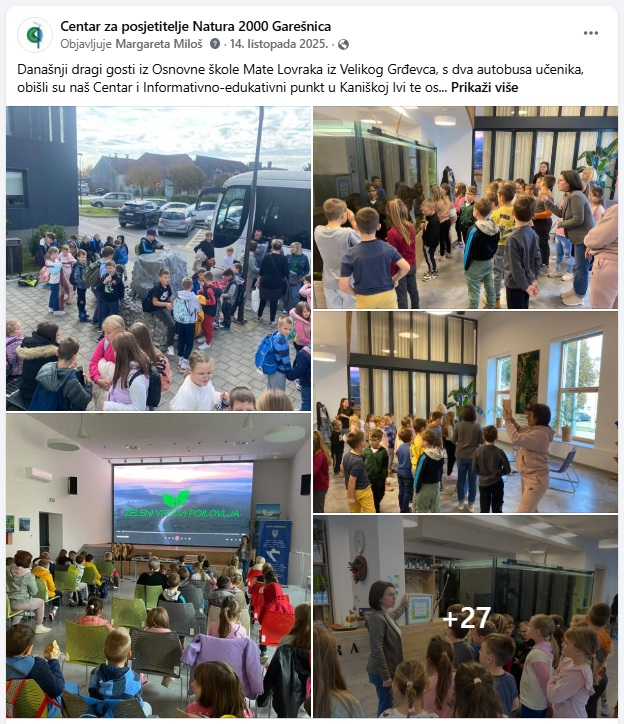 Centar za posjetitelje Natura 2000 Garešnica
Objavljuje Margareta Miloš · 14. listopada 2025. ·
Današnji dragi gosti iz Osnovne škole Mate Lovraka iz Velikog Grđevca, s dva autobusa učenika,
obišli su naš Centar i Informativno-edukativni punkt u Kaniškoj Ivi te os... Prikaži više
ZELENI VALOVI POILOVLJA
+27